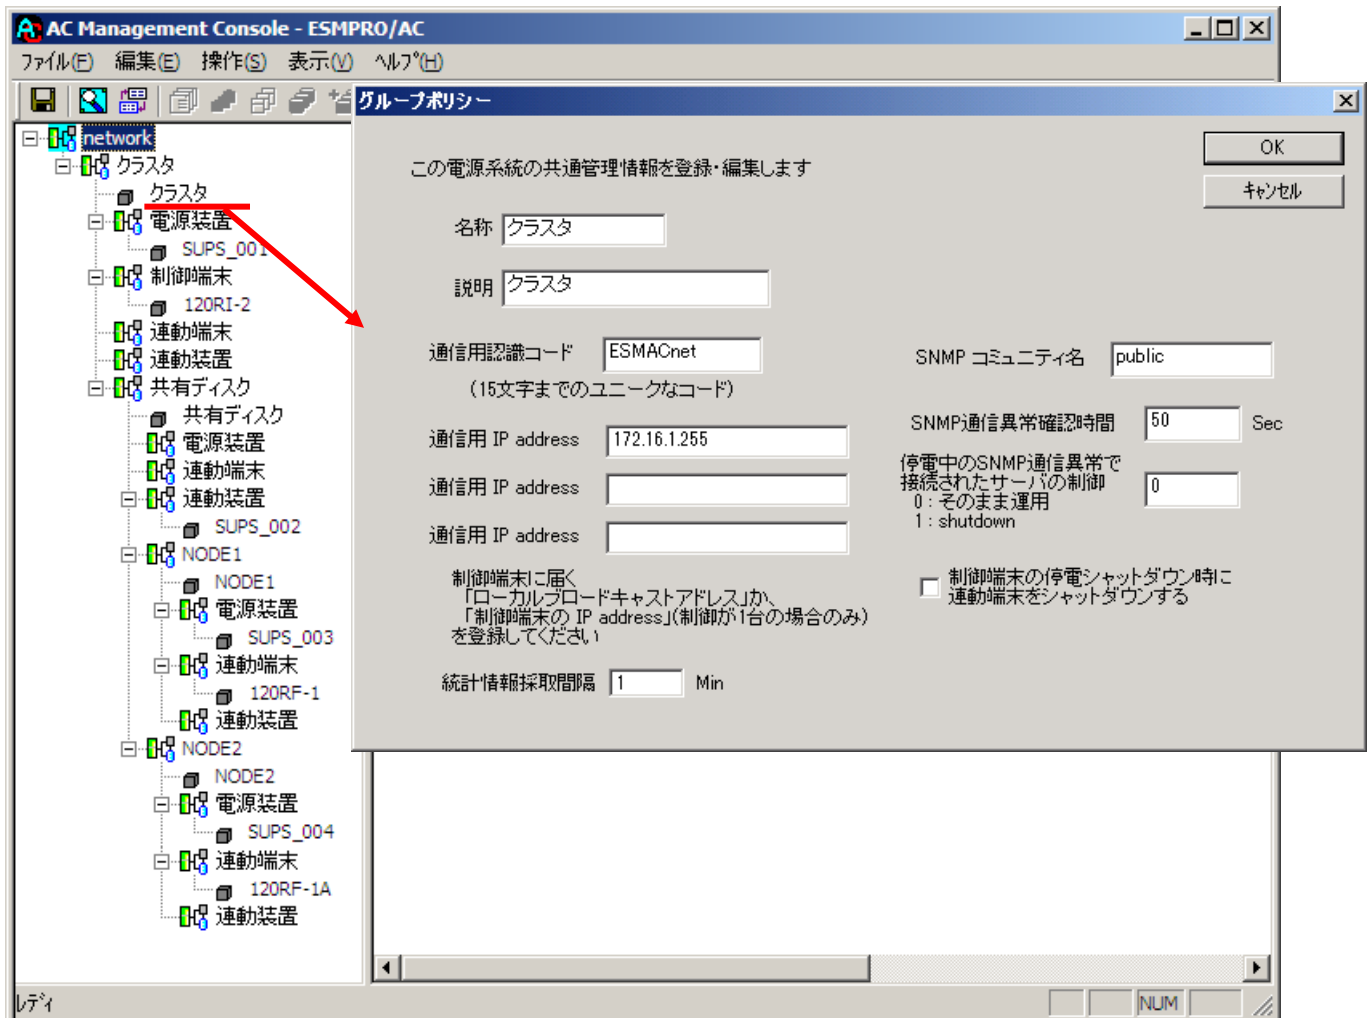 AC Management Console - ESMPRO/AC
ファイル(F) 編集(E) 操作(S) 表示(V) ヘルプ(H)
network
クラスタ
クラスタ
電源装置
SUPS_001
制御端末
120RI-2
連動端末
連動装置
共有ディスク
共有ディスク
電源装置
連動端末
連動装置
SUPS_002
NODE1
NODE1
電源装置
SUPS_003
連動端末
120RF-1
連動装置
NODE2
NODE2
電源装置
SUPS_004
連動端末
120RF-1A
連動装置
グループポリシー
OK
キャンセル
この電源系統の共通管理情報を登録・編集します
名称 クラスタ
説明 クラスタ
通信用認識コード ESMACnet
(15文字までのユニークなコード)
通信用 IP address 172.16.1.255
通信用 IP address
通信用 IP address
制御端末に届く
「ローカルブロードキャストアドレス」か、
「制御端末の IP address」(制御が1台の場合のみ)
を登録してください
統計情報採取間隔 1 Min
SNMP コミュニティ名 public
SNMP通信異常確認時間 50 Sec
停電中のSNMP通信異常で
接続されたサーバの制御 0
0 : そのまま運用
1 : shutdown
制御端末の停電シャットダウン時に
連動端末をシャットダウンする
レディ
NUM